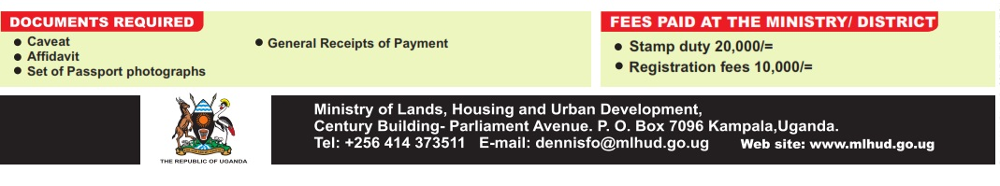 DOCUMENTS REQUIRED
• Caveat
• Affidavit
• Set of Passport photographs
• General Receipts of Payment
FEES PAID AT THE MINISTRY/ DISTRICT
• Stamp duty 20,000/=
• Registration fees 10,000/=
THE REPUBLIC OF UGANDA
Ministry of Lands, Housing and Urban Development,
Century Building- Parliament Avenue. P. O. Box 7096 Kampala,Uganda.
Tel: +256 414 373511 E-mail: dennisfo@mlhud.go.ug Web site: www.mlhud.go.ug